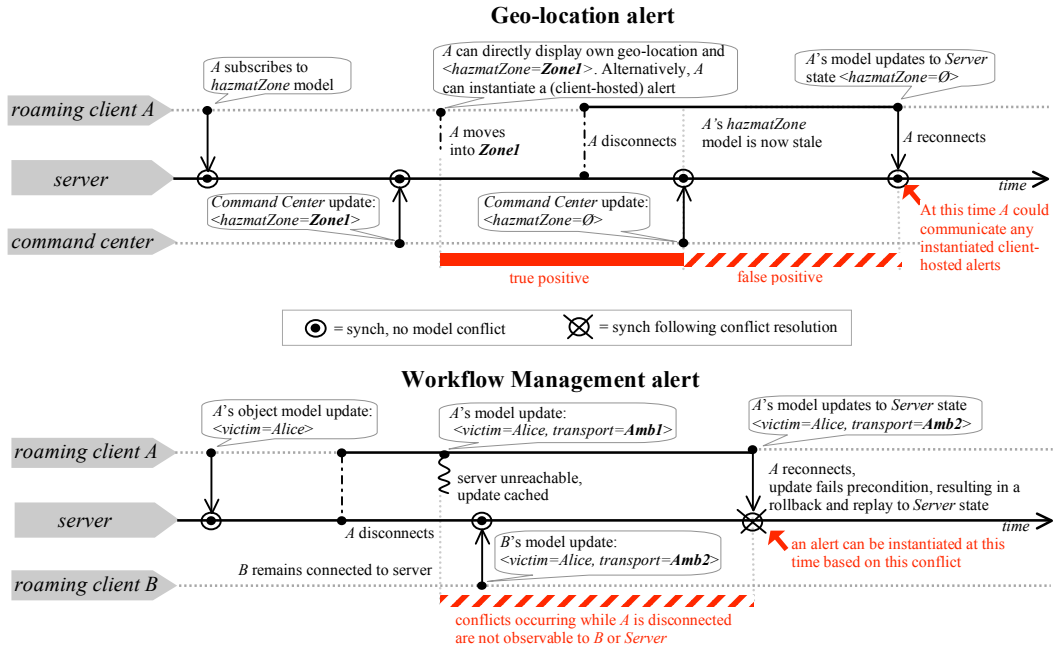 Geo-location alert
A subscribes to
hazmatZone model
A can directly display own geo-location and
<hazmatZone=Zone1>. Alternatively, A
can instantiate a (client-hosted) alert
A's model updates to Server
state <hazmatZone=Ø>
roaming client A
A moves
into Zone1
A disconnects
A's hazmatZone
model is now stale
A reconnects
server
time
Command Center update:
<hazmatZone=Zone1>
Command Center update:
<hazmatZone=Ø>
At this time A could
communicate any
instantiated client-
hosted alerts
command center
true positive
false positive
= synch, no model conflict
= synch following conflict resolution
Workflow Management alert
A's object model update:
<victim=Alice>
A's model update:
<victim=Alice, transport=Amb1>
A's model updates to Server state
<victim=Alice, transport=Amb2>
roaming client A
server unreachable,
update cached
A reconnects,
update fails precondition, resulting in a
rollback and replay to Server state
server
time
A disconnects
B's model update:
<victim=Alice, transport=Amb2>
an alert can be instantiated at this
time based on this conflict
B remains connected to server
roaming client B
conflicts occurring while A is disconnected
are not observable to B or Server